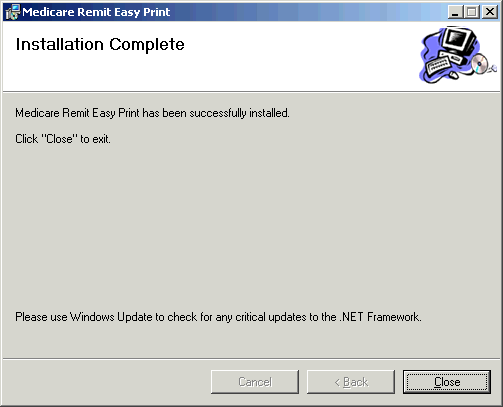 Medicare Remit Easy Print
Installation Complete
Medicare Remit Easy Print has been successfully installed.
Click "Close" to exit.
Please use Windows Update to check for any critical updates to the .NET Framework.
Cancel
< Back
Close